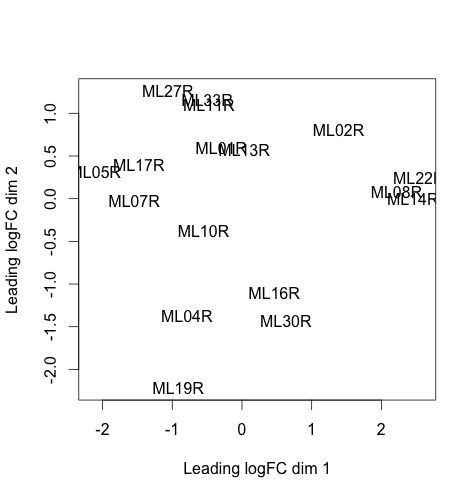 ML27R
ML33R
ML11R
ML02R
ML01R
ML13R
ML17R
ML05R
ML22R
ML08R
ML14R
ML07R
ML10R
ML16R
ML04R
ML30R
ML19R
1.0
0.5
0.0
-0.5
-1.0
-1.5
-2.0
Leading logFC dim 2
-2 -1 0 1 2
Leading logFC dim 1